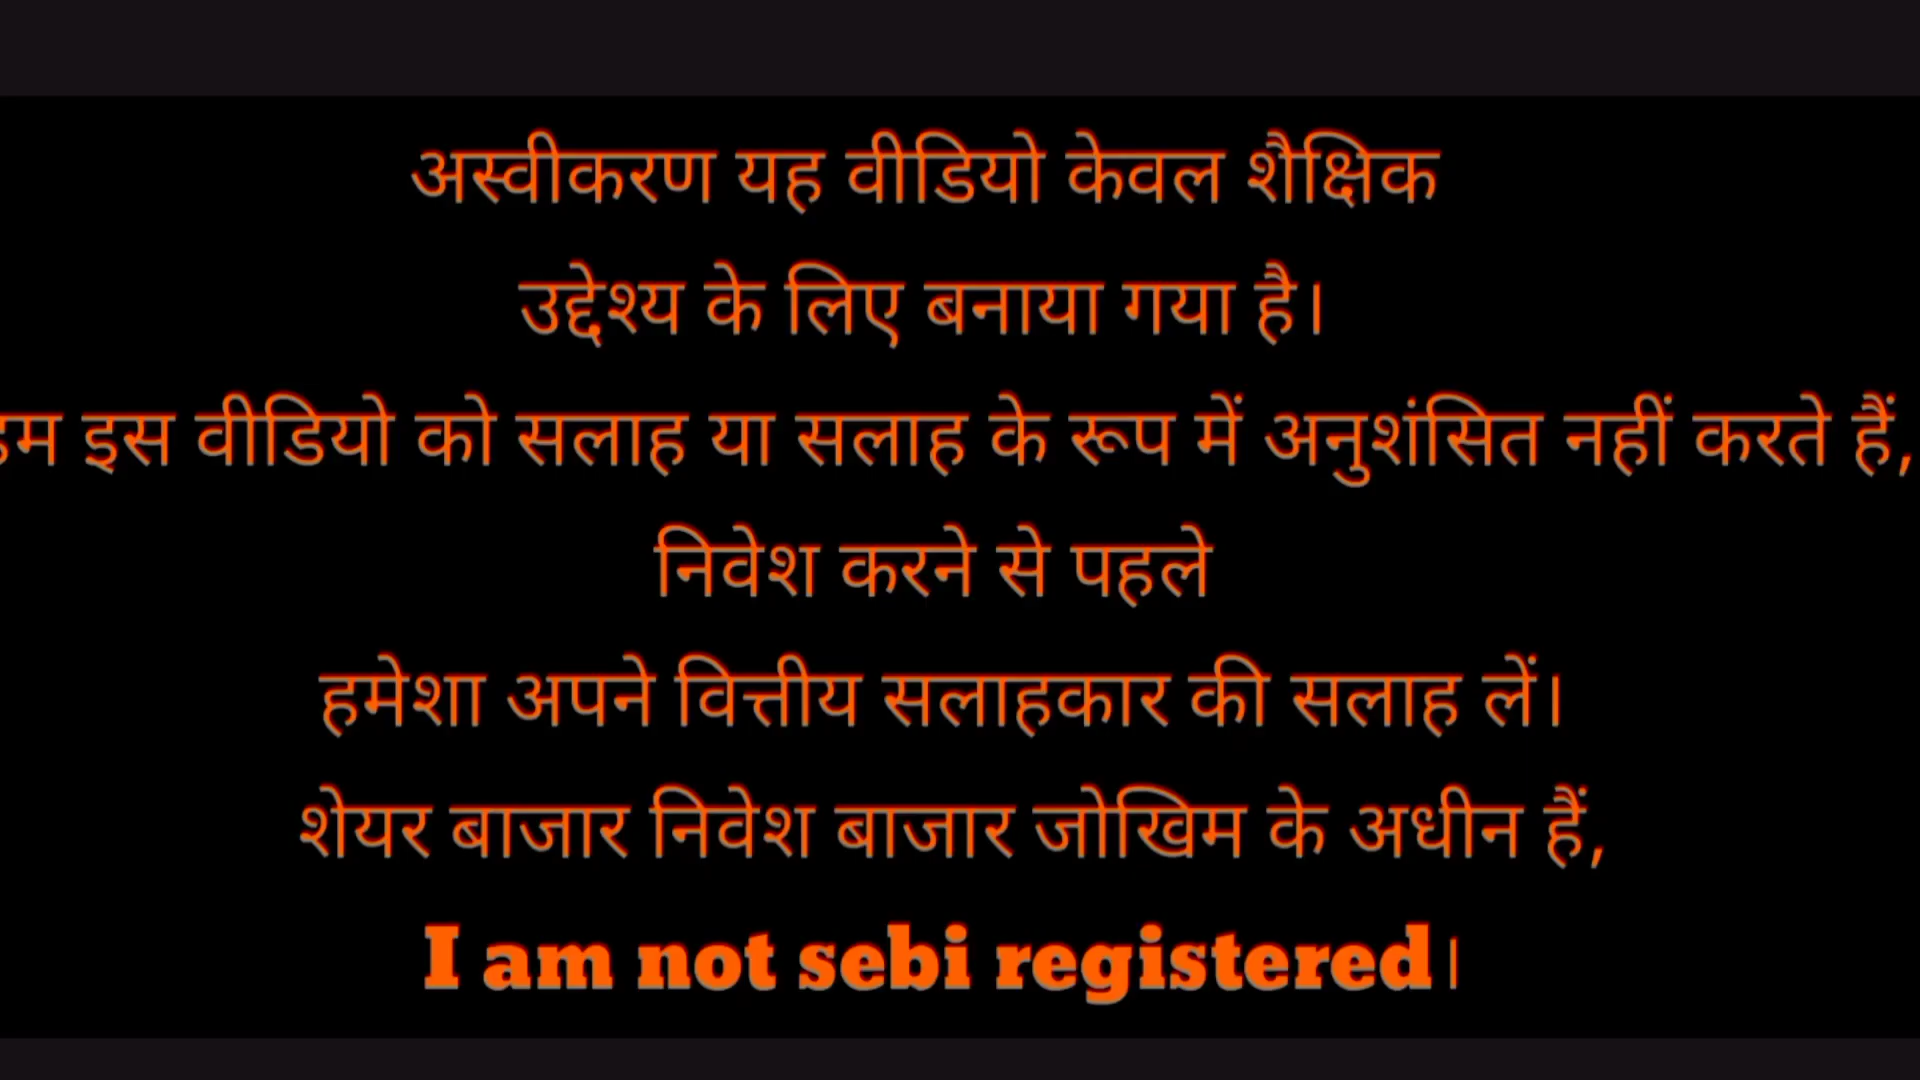 अस्वीकरण यह वीडियो केवल शैक्षिक
उद्देश्य के लिए बनाया गया है।
हम इस वीडियो को सलाह या सलाह के रूप में अनुशंसित नहीं करते हैं,
निवेश करने से पहले
हमेशा अपने वित्तीय सलाहकार की सलाह लें।
शेयर बाजार निवेश बाजार जोखिम के अधीन हैं,
I am not sebi registered।